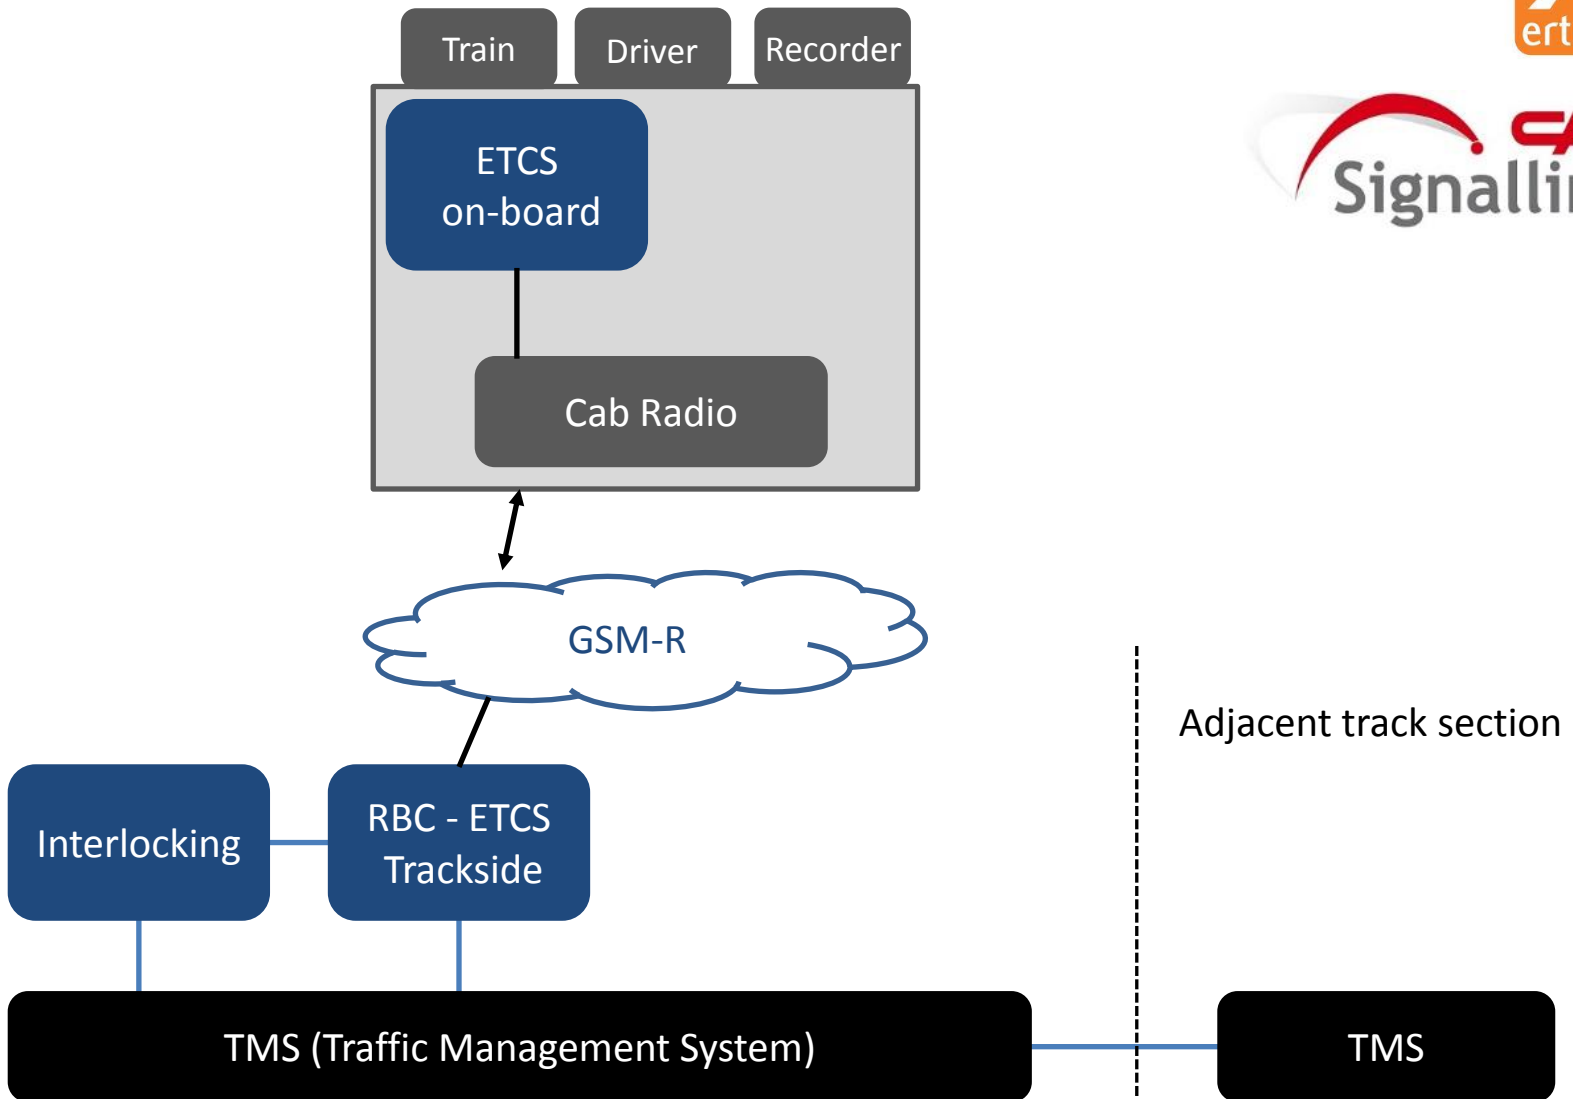 Train
Driver
Recorder
ETCS
on-board
Cab Radio
GSM-R
Adjacent track section
Interlocking
RBC - ETCS
Trackside
TMS (Traffic Management System)
TMS